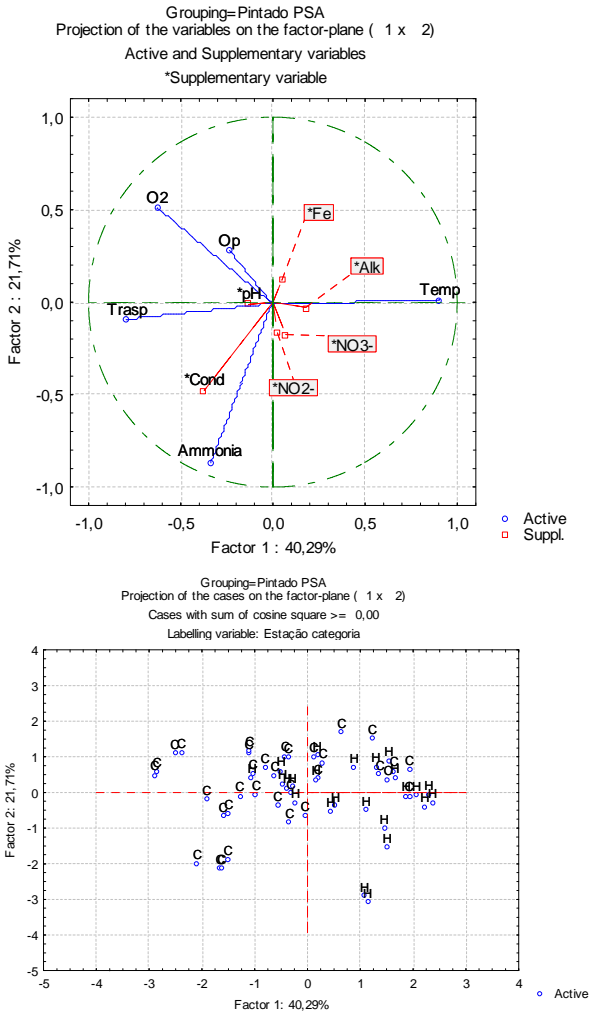 Grouping=Pintado PSA
Projection of the variables on the factor-plane ( 1 x 2)
Active and Supplementary variables
*Supplementary variable
1,0
0,5
0,0
-0,5
-1,0
Factor 2 : 21,71%
O2
Op
*Fe
*Alk
*pH
Temp
Trasp
*NO3-
*Cond
*NO2-
Ammonia
-1,0 -0,5 0,0 0,5 1,0
Factor 1 : 40,29%
Active
Suppl.
Grouping=Pintado PSA
Projection of the cases on the factor-plane ( 1 x 2)
Cases with sum of cosine square >= 0,00
Labelling variable: Estação categoria
4
3
2
1
0
-1
-2
-3
-4
-5
Factor 2: 21,71%
-5 -4 -3 -2 -1 0 1 2 3 4
Factor 1: 40,29%
Active